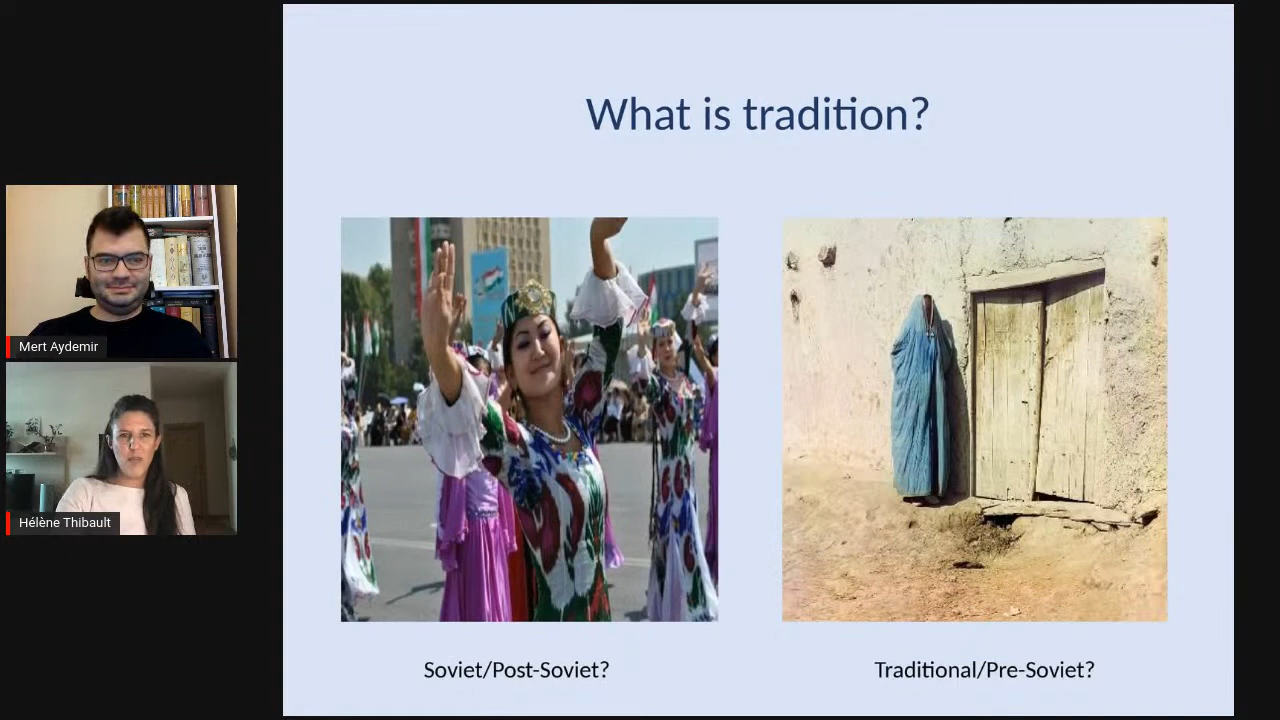 What is tradition?
Mert Aydemir
Hélène Thibault
Soviet/Post-Soviet?
Traditional/Pre-Soviet?